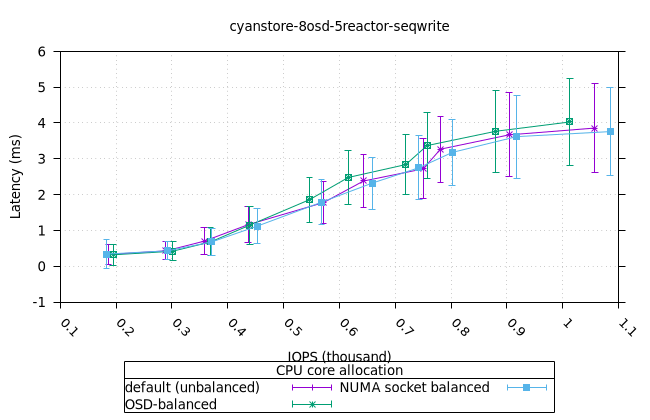 cyanstore-8osd-5reactor-seqwrite
6
5
4
3
2
1
0
-1
Latency (ms)
0.1
0.2
0.3
0.4
0.5
0.6
0.7
0.8
0.9
1
1.1
IOPS (thousand)
CPU core allocation
default (unbalanced)
NUMA socket balanced
OSD-balanced